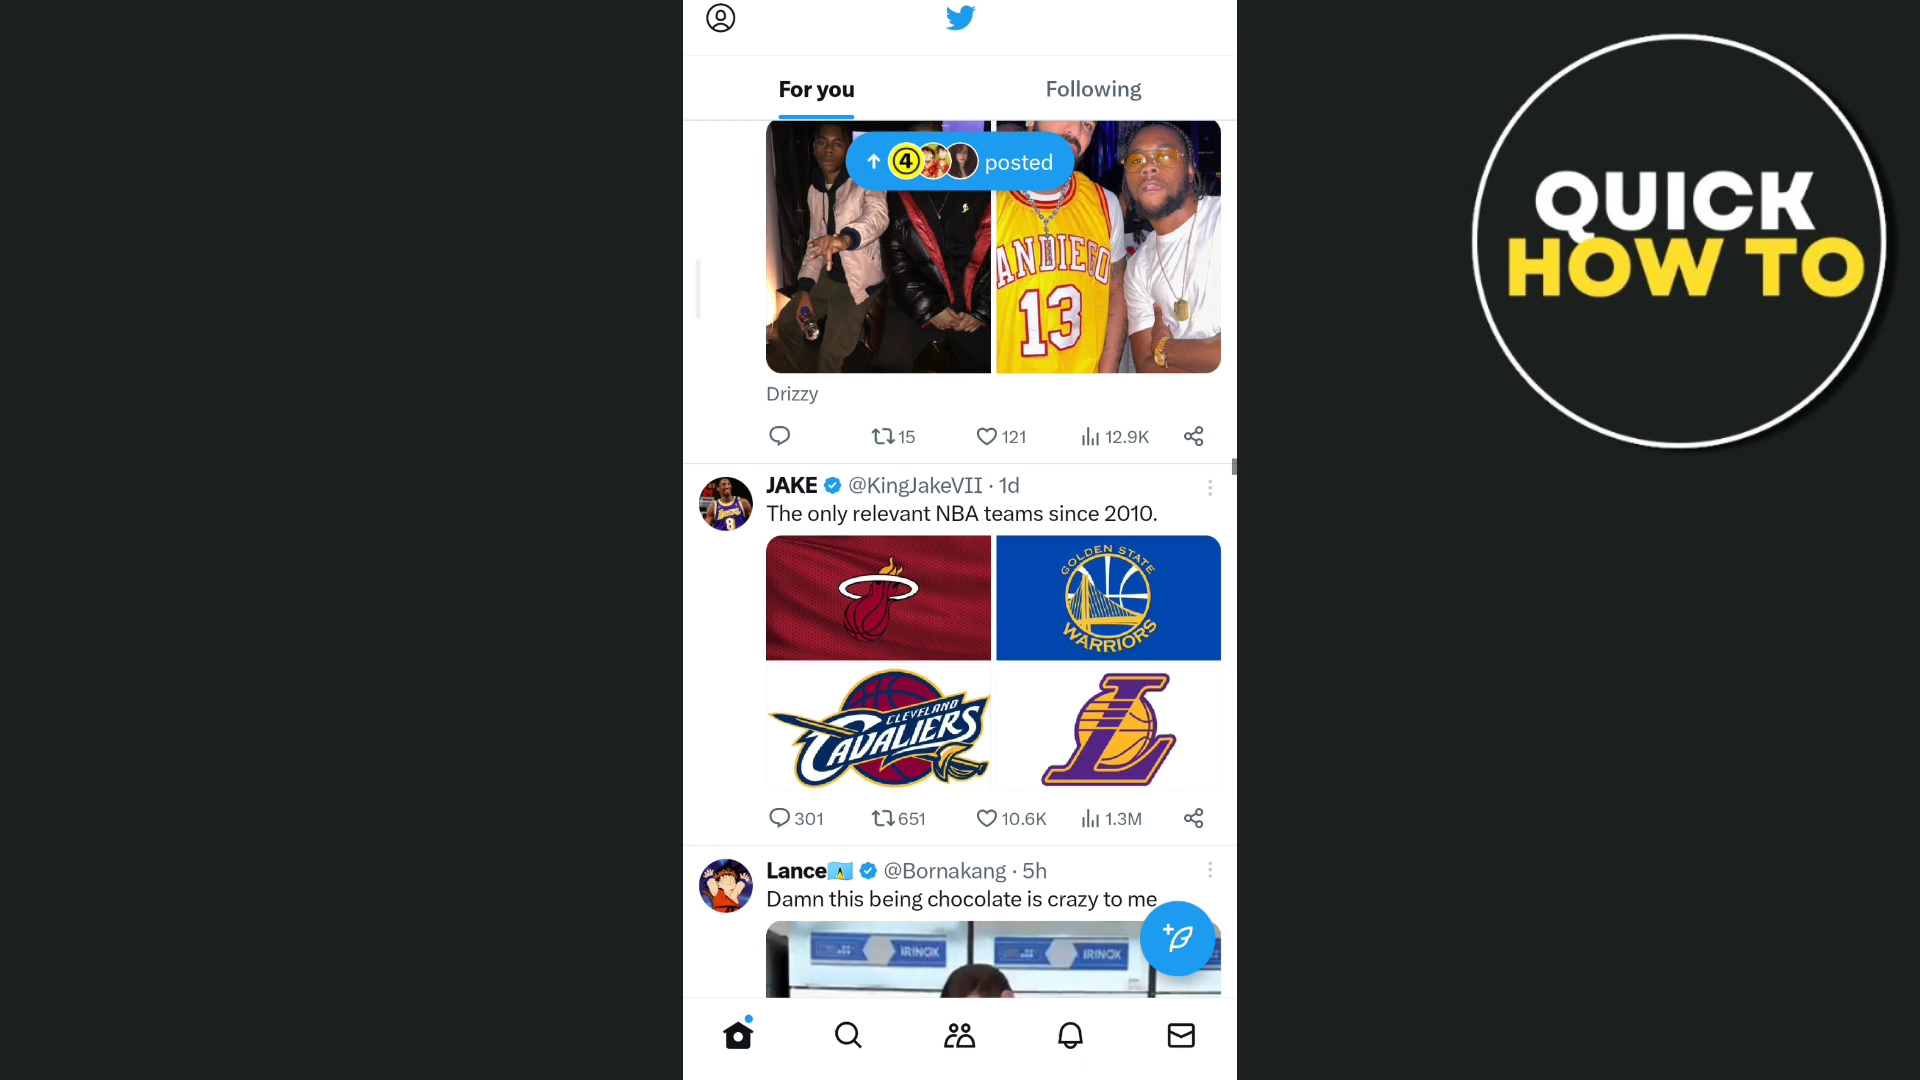 For you
Following
4
posted
ANDIEGO
13
Drizzy
15
121
12.9K
JAKE @KingJakeVII · 1d
The only relevant NBA teams since 2010.
GOLDEN STATE
WARRIORS
CLEVELAND
CAVALIERS
L
301
651
10.6K
1.3M
Lance @Bornakang · 5h
Damn this being chocolate is crazy to me
IRINOX
IRINOX
QUICK
HOW TO